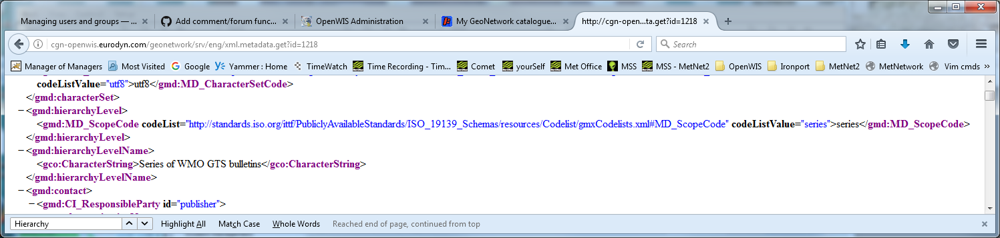 Managing users and groups — ...
Add comment/forum func...
OpenWIS Administration
My GeoNetwork catalogue...
http://cgn-open...ta.get?id=1218
cgn-openwis.eurodyn.com/geonetwork/srv/eng/xml.metadata.get?id=1218
Search
Manager of Managers Most Visited Google Yammer : Home TimeWatch Time Recording - Tim... Comet yourSelf Met Office MSS MSS - MetNet2 OpenWIS Ironport MetNet2 MetNetwork Vim cmds »
codeListValue="utf8">utf8</gmd:MD_CharacterSetCode>
</gmd:characterSet>
−<gmd:hierarchyLevel>
<gmd:MD_ScopeCode codeList="http://standards.iso.org/ittf/PubliclyAvailableStandards/ISO_19139_Schemas/resources/Codelist/gmxCodelists.xml#MD_ScopeCode" codeListValue="series">series</gmd:MD_ScopeCode>
</gmd:hierarchyLevel>
−<gmd:hierarchyLevelName>
<gco:CharacterString>Series of WMO GTS bulletins</gco:CharacterString>
</gmd:hierarchyLevelName>
−<gmd:contact>
−<gmd:CI_ResponsibleParty id="publisher">
Hierarchy Highlight All Match Case Whole Words Reached end of page, continued from top